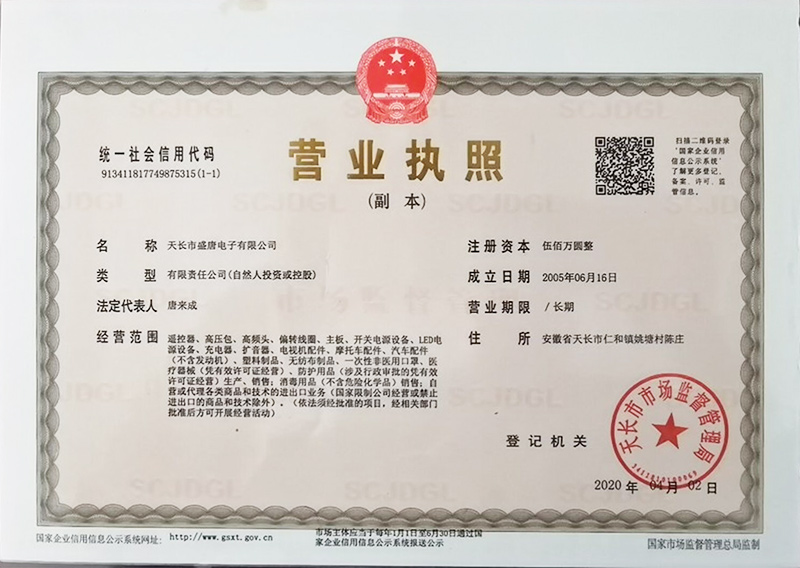 统一社会信用代码
913411817749875315(1-1)
营业执照
(副 本)
扫描二维码登录
'国家企业信用
信息公示系统'
了解更多登记、
备案、许可、监
管信息。
名 称 天长市盛唐电子有限公司
类 型 有限责任公司(自然人投资或控股)
法定代表人 唐来成
经营范围 遥控器、高压包、高频头、偏转线圈、主板、开关电源设备、LED电
源设备、充电器、扩音器、电视机配件、摩托车配件、汽车配件
(不含发动机)、塑料制品、无纺布制品、一次性非医用口罩、医
疗器械(凭有效许可证经营)、防护用品(涉及行政审批的凭有效
许可证经营)生产、销售;消毒用品(不含危险化学品)销售;自
营或代理各类商品和技术的进出口业务(国家限制公司经营或禁止
进出口的商品和技术除外)。(依法须经批准的项目,经相关部门
批准后方可开展经营活动)
注册资本 伍佰万圆整
成立日期 2005年06月16日
营业期限 /长期
住 所 安徽省天长市仁和镇姚塘村陈庄
登记机关
天长市市场监督管理局
2020 年 04 月 02 日
国家企业信用信息公示系统网址: http://www.gsxt.gov.cn
市场主体应当于每年1月1日至6月30日通过国
家企业信用信息公示系统报送公示
国家市场监督管理总局监制
SCJDGL
市场监督管